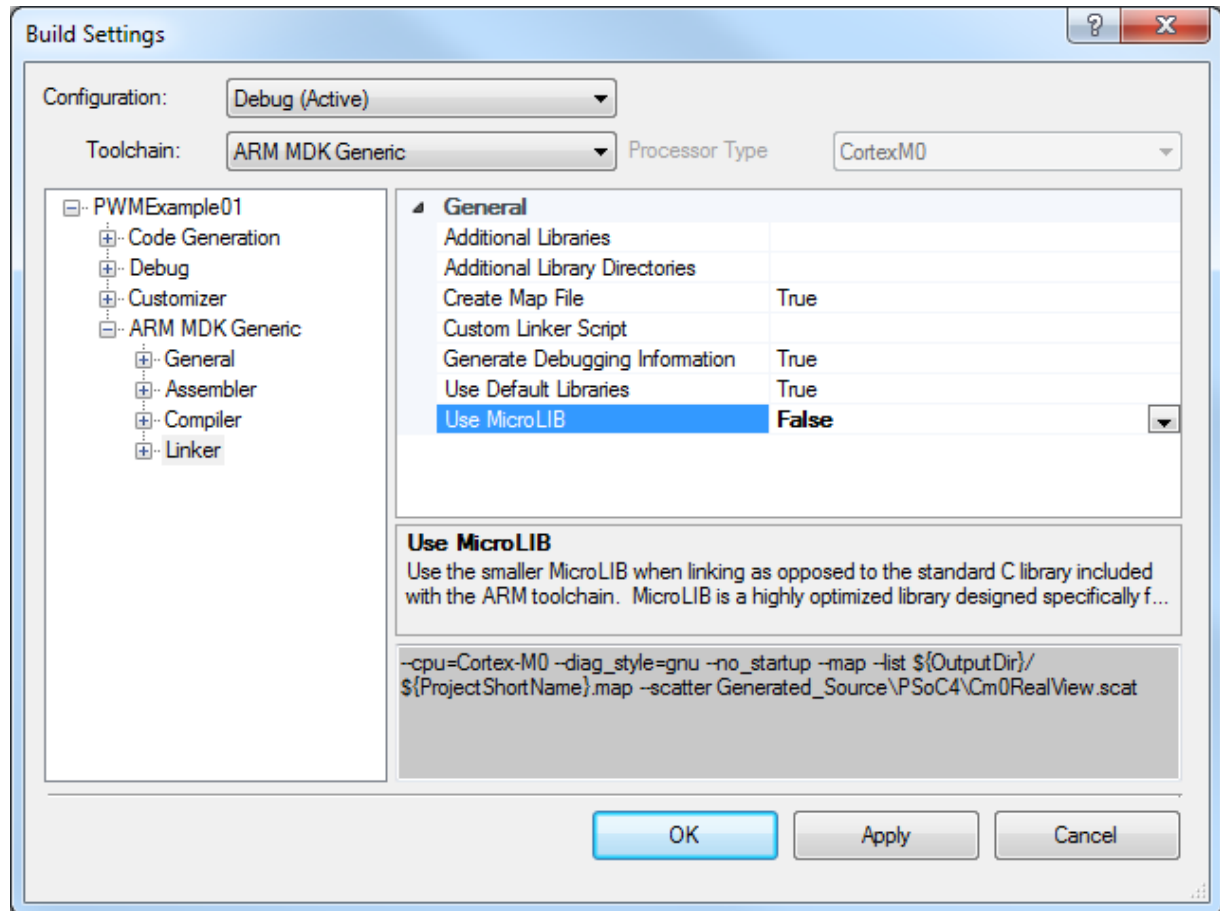 Build Settings
Configuration: Debug (Active)
Toolchain: ARM MDK Generic Processor Type CortexM0
PWMExample01
Code Generation
Debug
Customizer
ARM MDK Generic
General
Assembler
Compiler
Linker
General
Additional Libraries
Additional Library Directories
Create Map File True
Custom Linker Script
Generate Debugging Information True
Use Default Libraries True
Use MicroLIB False
Use MicroLIB
Use the smaller MicroLIB when linking as opposed to the standard C library included
with the ARM toolchain. MicroLIB is a highly optimized library designed specifically f...
--cpu=Cortex-M0 --diag_style=gnu --no_startup --map --list ${OutputDir}/
${ProjectShortName}.map --scatter Generated_Source\PSoC4\Cm0RealView.scat
OK Apply Cancel